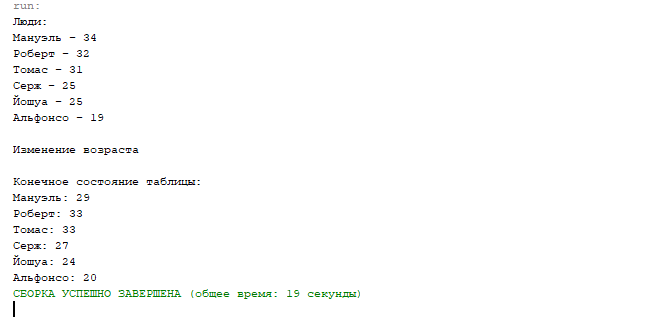 run:
Люди:
Мануэль - 34
Роберт - 32
Томас - 31
Серж - 25
Йошуа - 25
Альфонсо - 19
Изменение возраста
Конечное состояние таблицы:
Мануэль: 29
Роберт: 33
Томас: 33
Серж: 27
Йошуа: 24
Альфонсо: 20
СБОРКА УСПЕШНО ЗАВЕРШЕНА (общее время: 19 секунды)